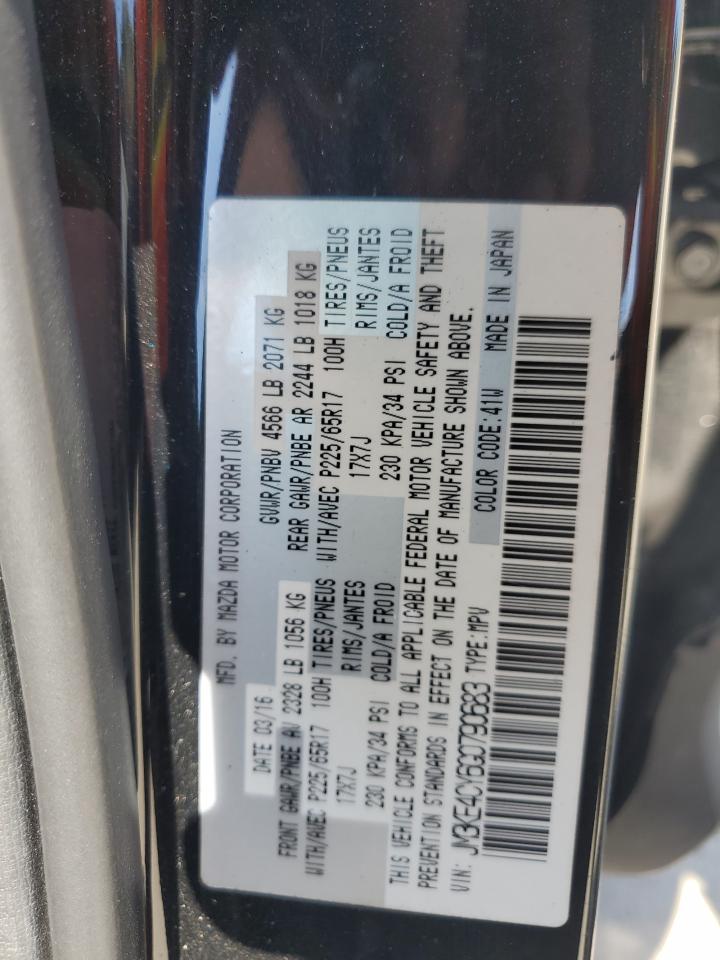 MFD. BY MAZDA MOTOR CORPORATION
DATE 03/16 GVWR/PNBV 4566 LB 2071 KG
FRONT GAWR/PNBE AV 2328 LB 1056 KG REAR GAWR/PNBE AR 2244 LB 1018 KG
WITH/AVEC P225/65R17 100H TIRES/PNEUS WITH/AVEC P225/65R17 100H TIRES/PNEUS
17X7J RIMS/JANTES 17X7J RIMS/JANTES
230 KPA/34 PSI COLD/A FROID 230 KPA/34 PSI COLD/A FROID
THIS VEHICLE CONFORMS TO ALL APPLICABLE FEDERAL MOTOR VEHICLE SAFETY AND THEFT
PREVENTION STANDARDS IN EFFECT ON THE DATE OF MANUFACTURE SHOWN ABOVE.
VIN: JM3KE4CY6G0790683 TYPE:MPV COLOR CODE:41W MADE IN JAPAN